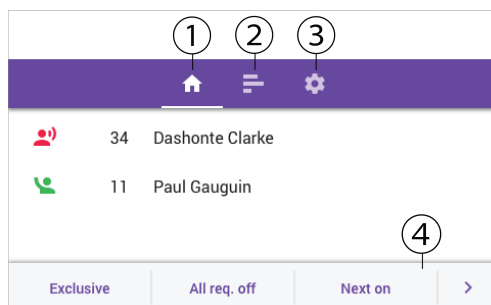 1 2 3
34 Dashonte Clarke
11 Paul Gauguin
4
Exclusive All req. off Next on